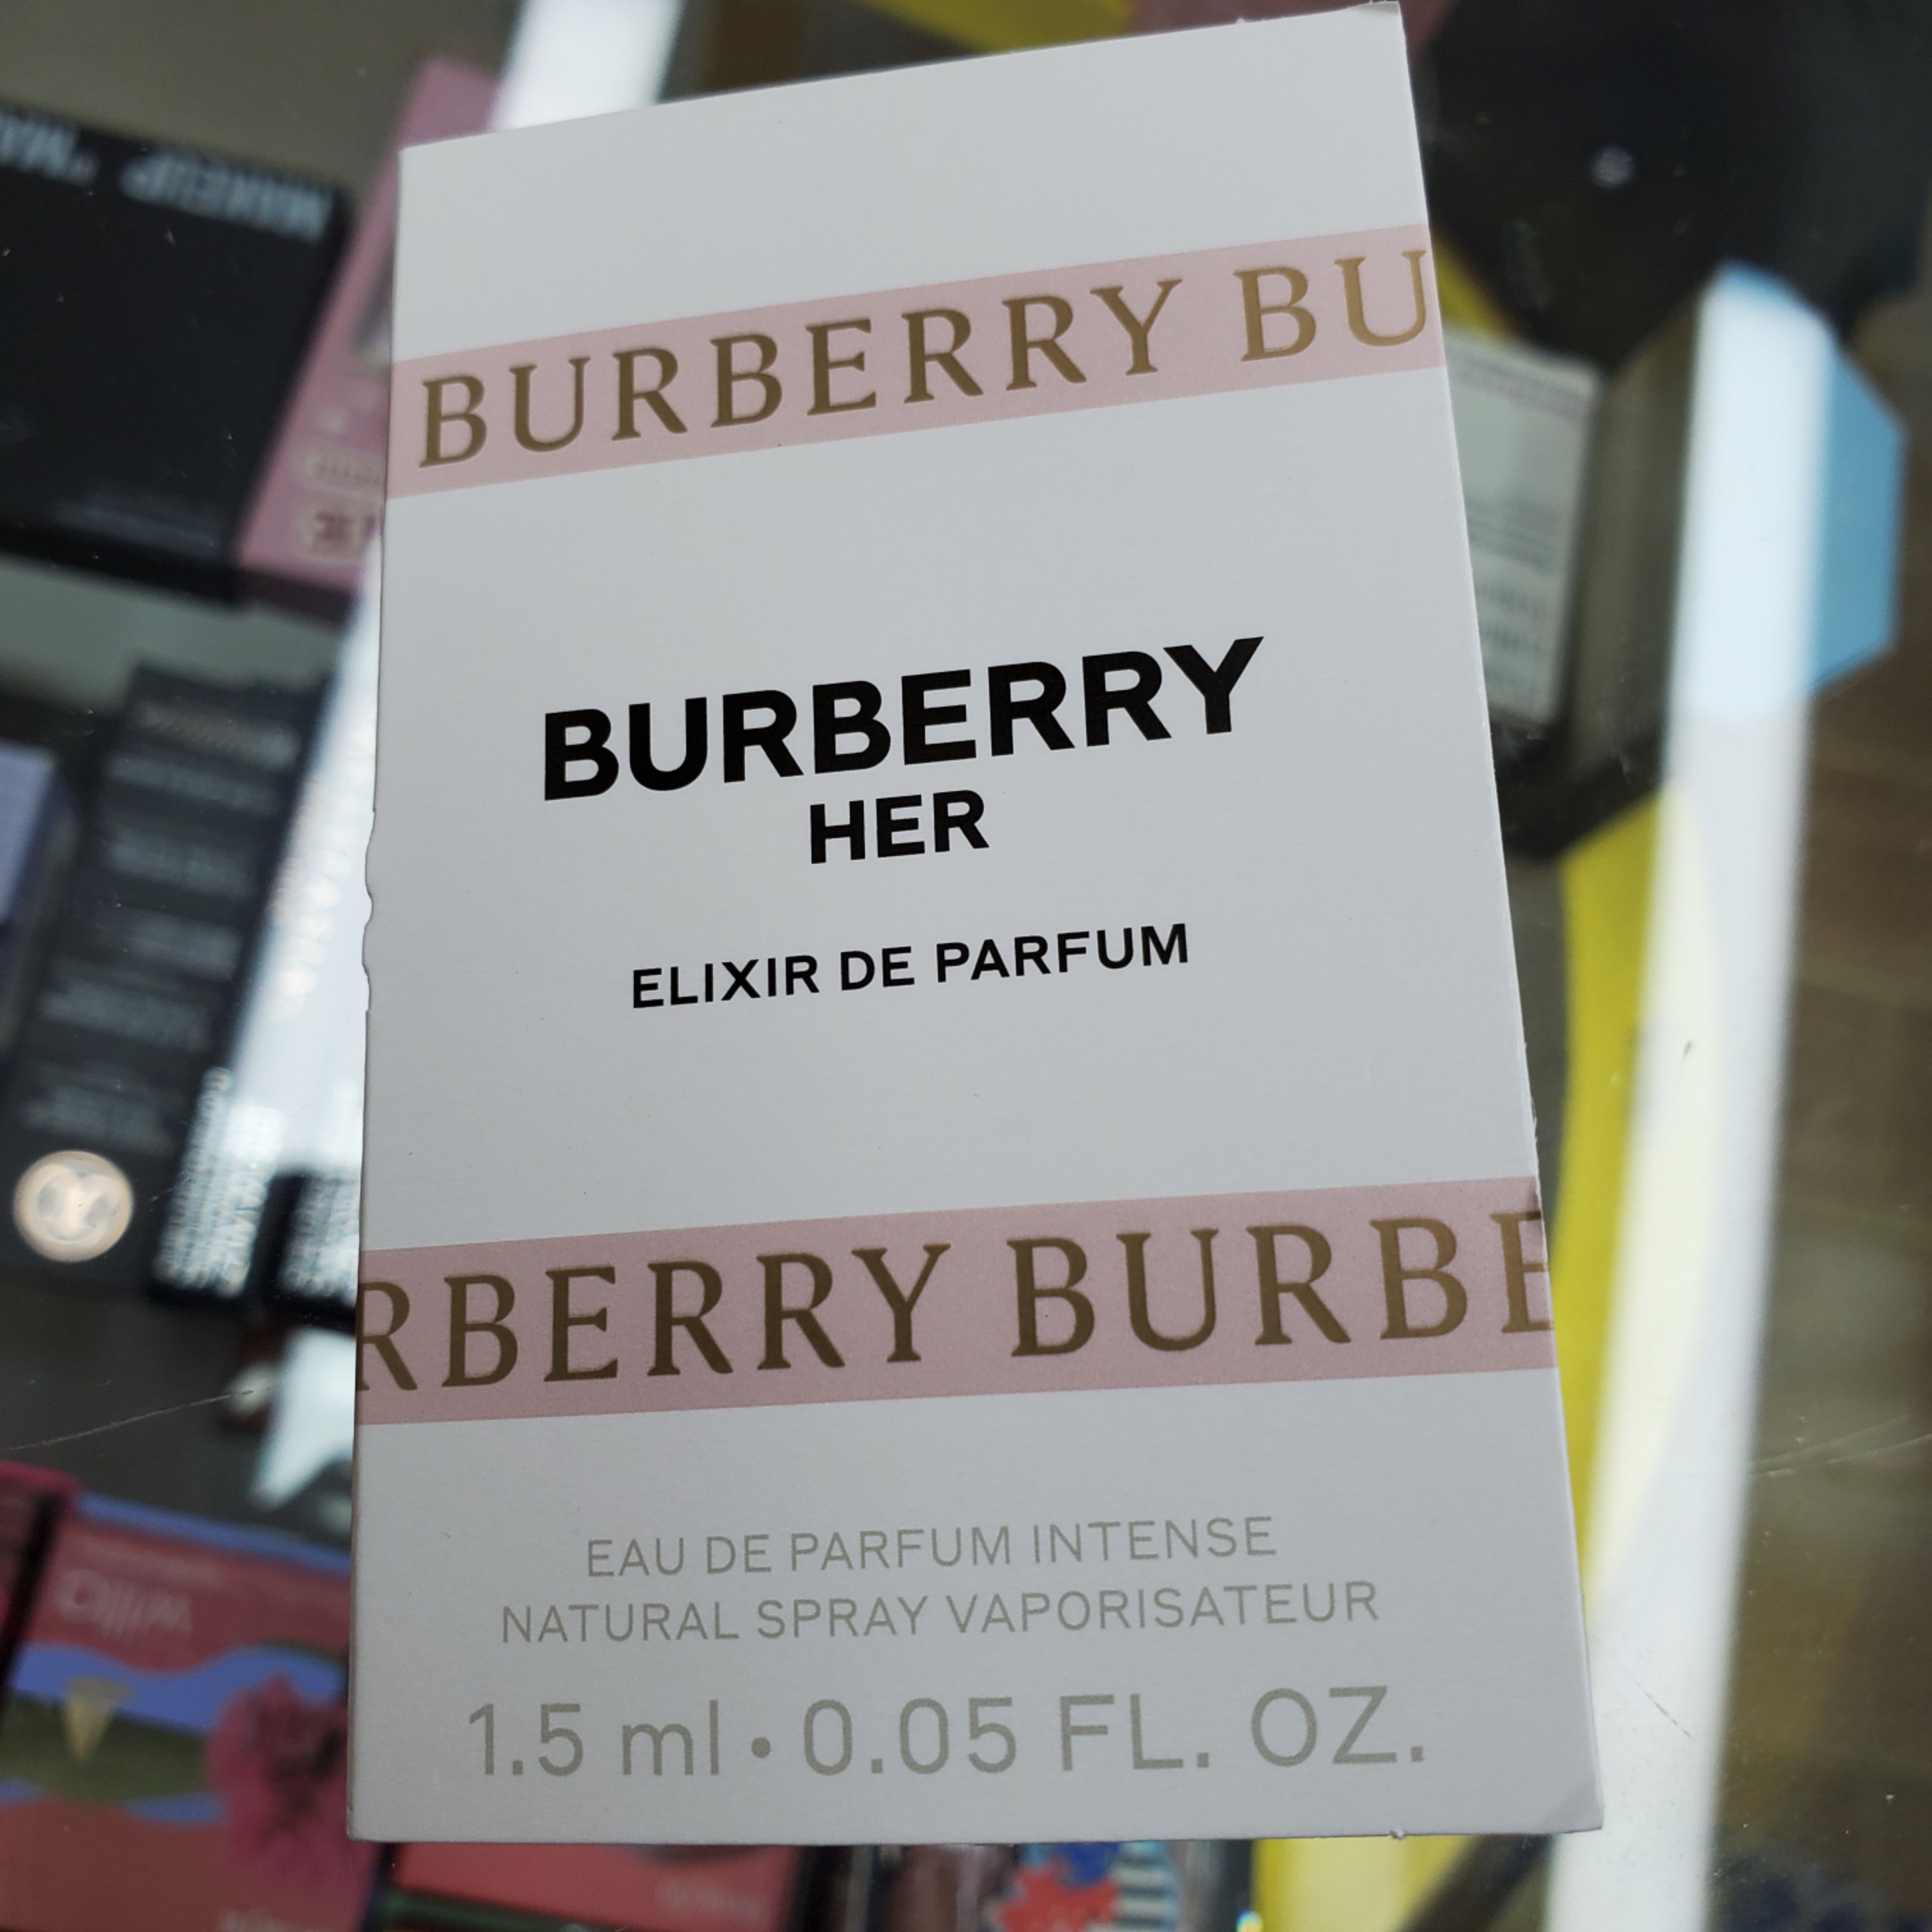 BURBERRY BU
BURBERRY
HER
ELIXIR DE PARFUM
RBERRY BURBE
EAU DE PARFUM INTENSE
NATURAL SPRAY VAPORISATEUR
1.5 ml • 0.05 FL. OZ.
MAKEUP